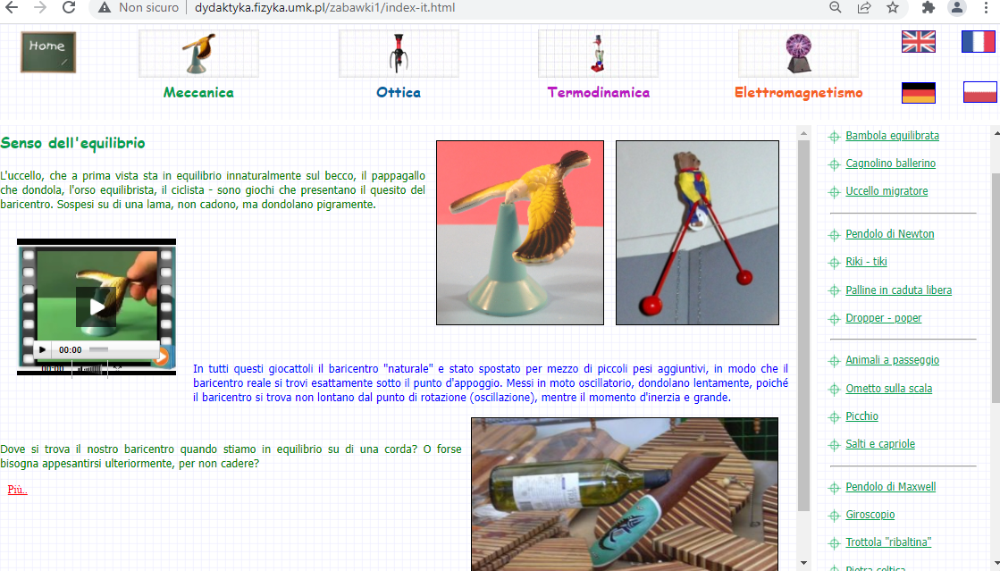 Non sicuro
dydaktyka.fizyka.umk.pl/zabawki1/index-it.html
Home
Meccanica
Ottica
Termodinamica
Elettromagnetismo
Senso dell'equilibrio
L'uccello, che a prima vista sta in equilibrio innaturalmente sul becco, il pappagallo
che dondola, l'orso equilibrista, il ciclista - sono giochi che presentano il quesito del
baricentro. Sospesi su di una lama, non cadono, ma dondolano pigramente.
00:00
00:00
In tutti questi giocattoli il baricentro "naturale" e stato spostato per mezzo di piccoli pesi aggiuntivi, in modo che il
baricentro reale si trovi esattamente sotto il punto d'appoggio. Messi in moto oscillatorio, dondolano lentamente, poiché
il baricentro si trova non lontano dal punto di rotazione (oscillazione), mentre il momento d'inerzia e grande.
Dove si trova il nostro baricentro quando stiamo in equilibrio su di una corda? O forse
bisogna appesantirsi ulteriormente, per non cadere?
Più..
Bambola equilibrata
Cagnolino ballerino
Uccello migratore
Pendolo di Newton
Riki - tiki
Palline in caduta libera
Dropper - poper
Animali a passeggio
Ometto sulla scala
Picchio
Salti e capriole
Pendolo di Maxwell
Giroscopio
Trottola "ribaltina"
Pietra celtica